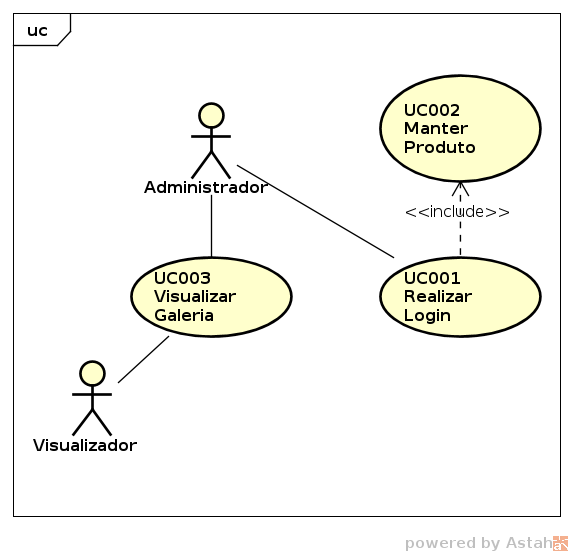 uc
UC002
Manter
Produto
Administrador
<<include>>
UC003
Visualizar
Galeria
UC001
Realizar
Login
Visualizador
powered by Astah